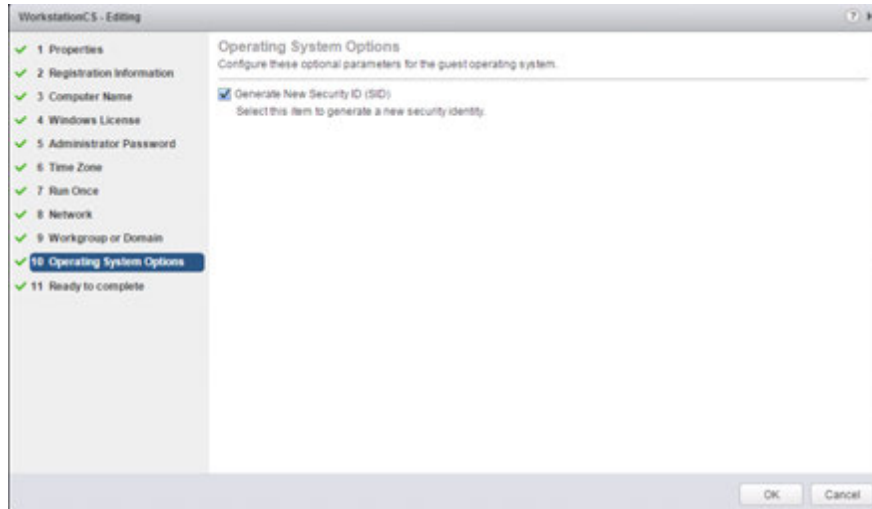 WorkstationCS - Editing
?
1 Properties
2 Registration Information
3 Computer Name
4 Windows License
5 Administrator Password
6 Time Zone
7 Run Once
8 Network
9 Workgroup or Domain
10 Operating System Options
11 Ready to complete
Operating System Options
Configure these optional parameters for the guest operating system.
Generate New Security ID (SID)
Select this item to generate a new security identity.
OK
Cancel